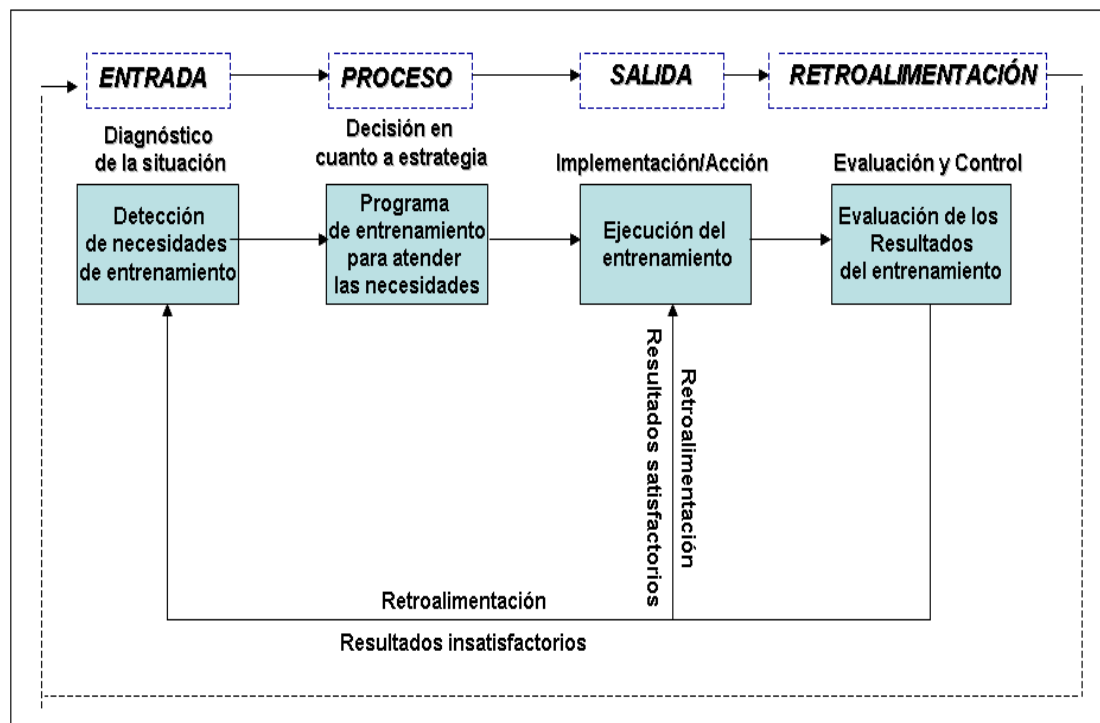 ENTRADA
PROCESO
SALIDA
RETROALIMENTACIÓN
Diagnóstico
de la situación
Decisión en
cuanto a estrategia
Implementación/Acción
Evaluación y Control
Detección
de necesidades
de entrenamiento
Programa
de entrenamiento
para atender
las necesidades
Ejecución del
entrenamiento
Evaluación de los
Resultados
del entrenamiento
Resultados satisfactorios
Retroalimentación
Retroalimentación
Resultados insatisfactorios